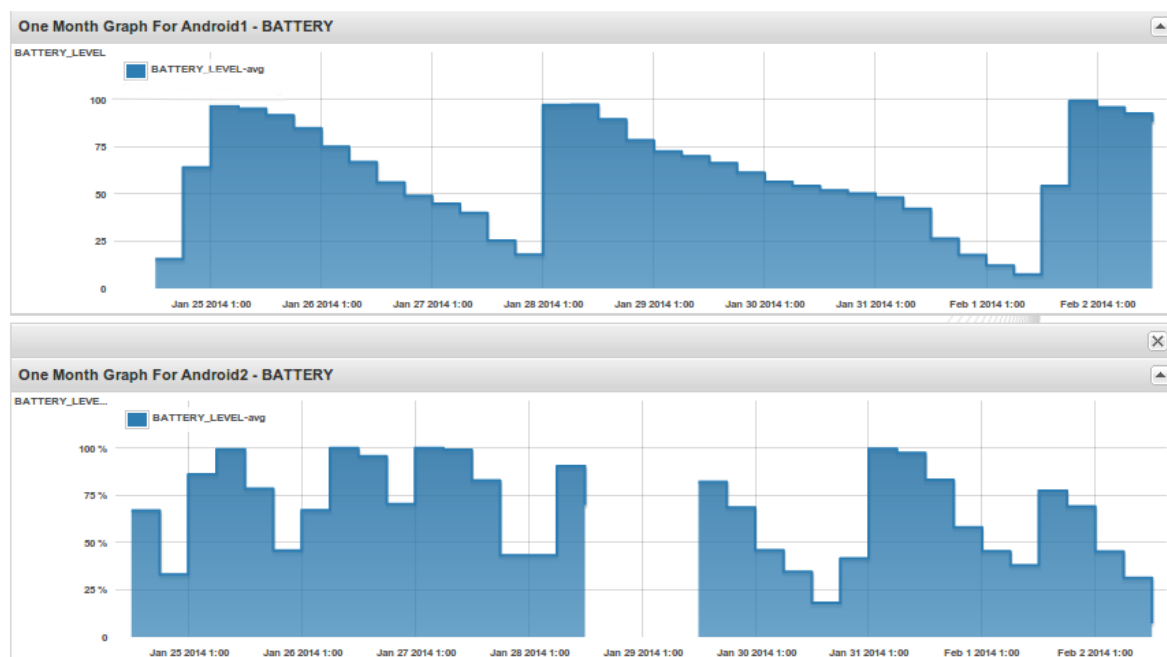 One Month Graph For Android1 - BATTERY
BATTERY_LEVEL
BATTERY_LEVEL-avg
100
75
50
25
0
Jan 25 2014 1:00 Jan 26 2014 1:00 Jan 27 2014 1:00 Jan 28 2014 1:00 Jan 29 2014 1:00 Jan 30 2014 1:00 Jan 31 2014 1:00 Feb 1 2014 1:00 Feb 2 2014 1:00
One Month Graph For Android2 - BATTERY
BATTERY_LEVE...
BATTERY_LEVEL-avg
100 %
75 %
50 %
25 %
0
Jan 25 2014 1:00 Jan 26 2014 1:00 Jan 27 2014 1:00 Jan 28 2014 1:00 Jan 29 2014 1:00 Jan 30 2014 1:00 Jan 31 2014 1:00 Feb 1 2014 1:00 Feb 2 2014 1:00